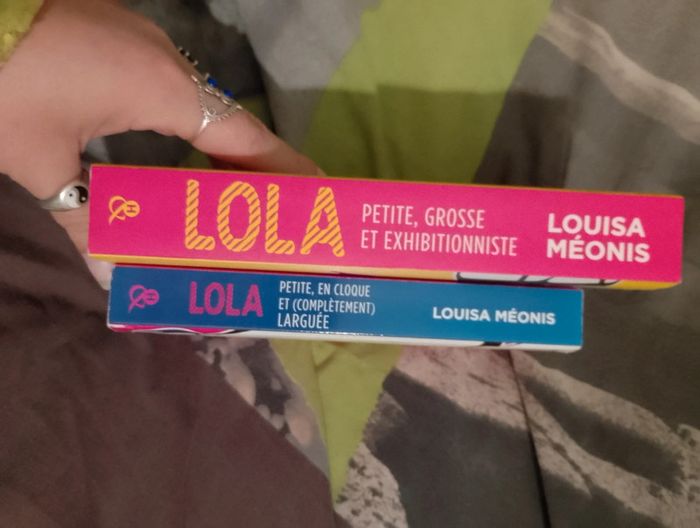 LOLA
PETITE, GROSSE
ET EXHIBITIONNISTE
LOUISA
MÉONIS
LOLA
PETITE, EN CLOQUE
ET (COMPLÈTEMENT)
LARGUÉE
LOUISA MÉONIS